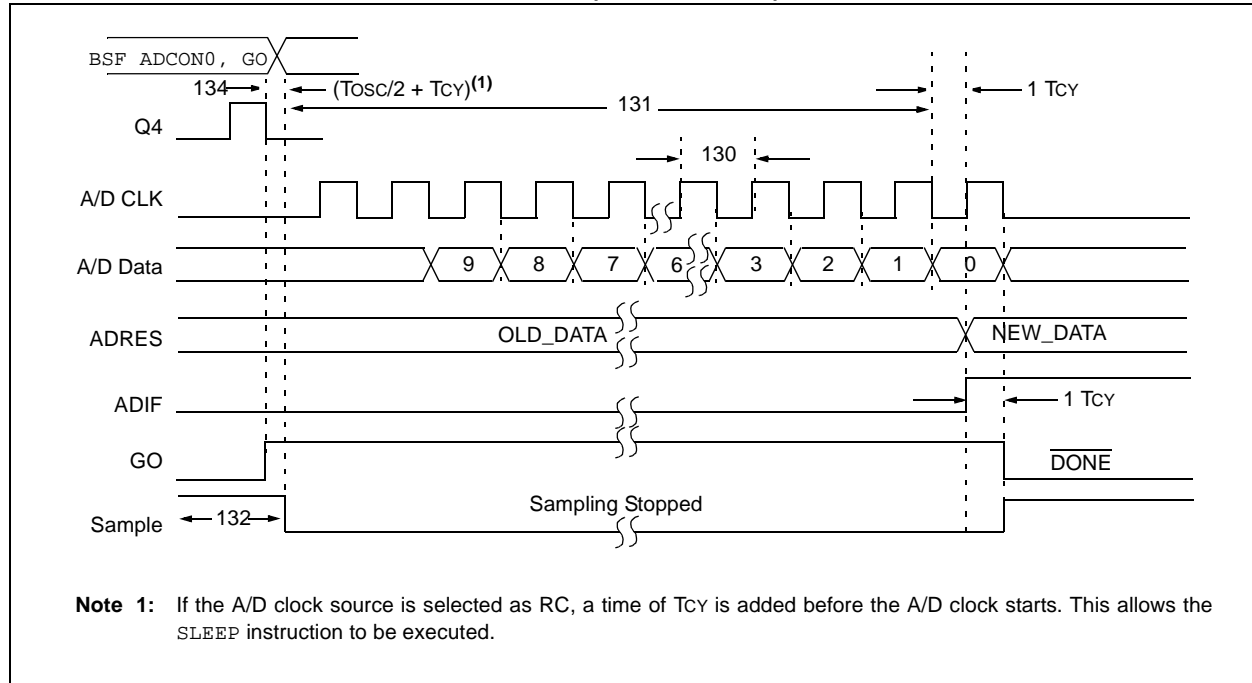 BSF ADCON0, GO
134
(TOSC/2 + TCY)(1)
131
1 TCY
Q4
130
A/D CLK
A/D Data
9
8
7
6
3
2
1
0
ADRES
OLD_DATA
NEW_DATA
ADIF
1 TCY
GO
DONE
Sampling Stopped
Sample
132
Note 1: If the A/D clock source is selected as RC, a time of TCY is added before the A/D clock starts. This allows the
SLEEP instruction to be executed.